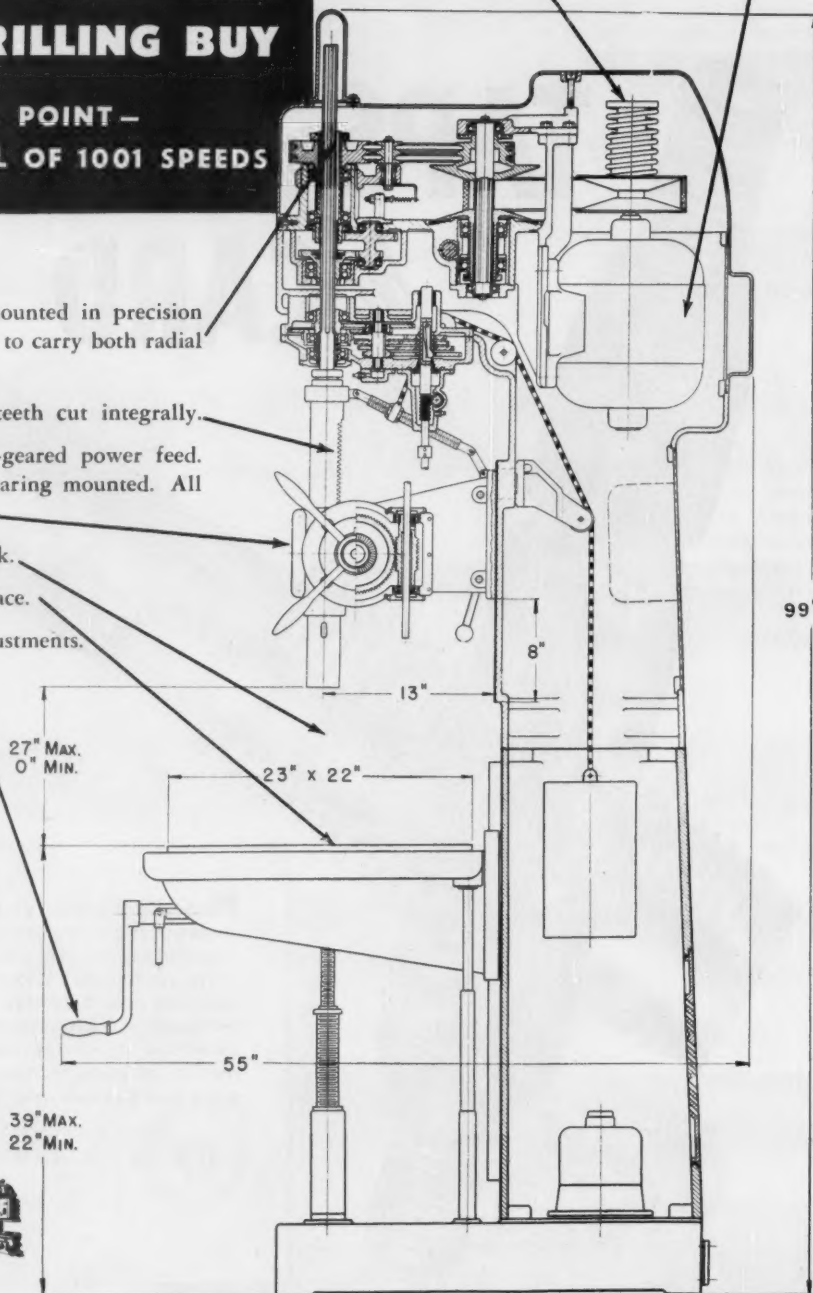 RILLING BUY
POINT—
OF 1001 SPEEDS
ounted in precision
to carry both radial
teeth cut integrally.
geared power feed.
aring mounted. All
k.
ace.
ustments.
99"
8"
13"
27" MAX.
0" MIN.
23" x 22"
55"
39" MAX.
22" MIN.